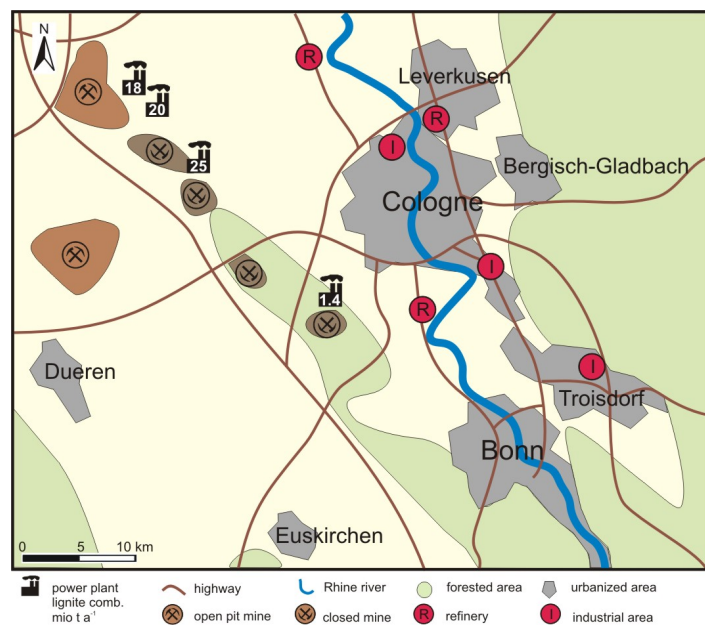 N
R
Leverkusen
18
20
R
I
25
Bergisch-Gladbach
Cologne
I
1.4
R
Dueren
I
Troisdorf
Bonn
Euskirchen
0 5 10 km
power plant
lignite comb.
mio t a⁻¹
highway
Rhine river
forested area
urbanized area
open pit mine
closed mine
R refinery
I industrial area